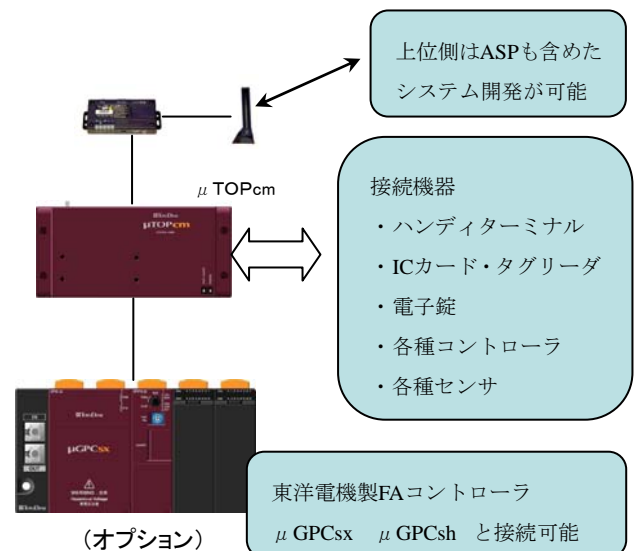 上位側はASPも含めた
システム開発が可能
μ TOPcm
μTOPcm
接続機器
・ハンディターミナル
・ICカード・タグリーダ
・電子錠
・各種コントローラ
・各種センサ
μGPCsx
OUT
東洋電機製FAコントローラ
μ GPCsx μ GPCsh と接続可能
(オプション)